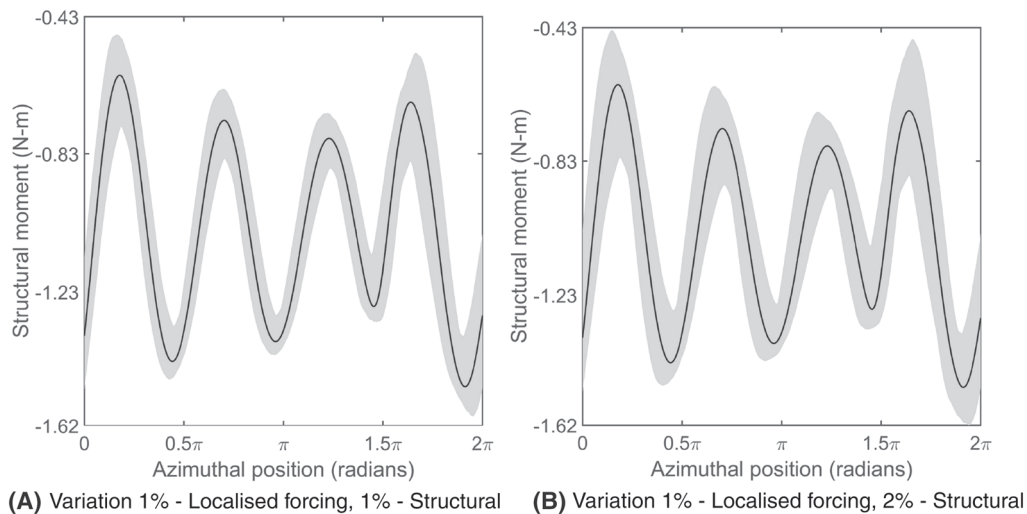 -0.43
-0.83
-1.23
-1.62
Structural moment (N-m)
0
0.5π
π
1.5π
2π
Azimuthal position (radians)
(A) Variation 1% - Localised forcing, 1% - Structural
-0.43
-0.83
-1.23
-1.62
Structural moment (N-m)
0
0.5π
π
1.5π
2π
Azimuthal position (radians)
(B) Variation 1% - Localised forcing, 2% - Structural